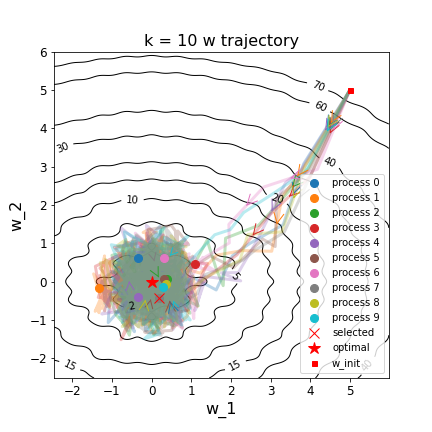 k = 10 w trajectory
6
5
4
3
2
1
0
−1
−2
w_2
−2
−1
0
1
2
3
4
5
w_1
70
60
30
40
20
10
5
2
15
15
process 0
process 1
process 2
process 3
process 4
process 5
process 6
process 7
process 8
process 9
selected
optimal
w_init